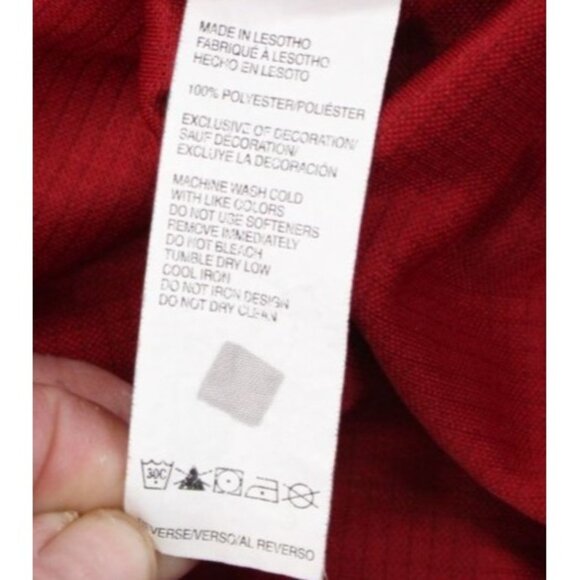 MADE IN LESOTHO
FABRIQUÉ À LESOTHO
HECHO EN LESOTO
100% POLYESTER/POLIÉSTER
EXCLUSIVE OF DECORATION/
SAUF DECORATION/
EXCLUYE LA DECORACIÓN
MACHINE WASH COLD
WITH LIKE COLORS
DO NOT USE SOFTENERS
REMOVE IMMEDIATELY
DO NOT BLEACH
TUMBLE DRY LOW
COOL IRON
DO NOT IRON DESIGN
DO NOT DRY CLEAN
30C
EVERSE/VERSO/AL REVERSO